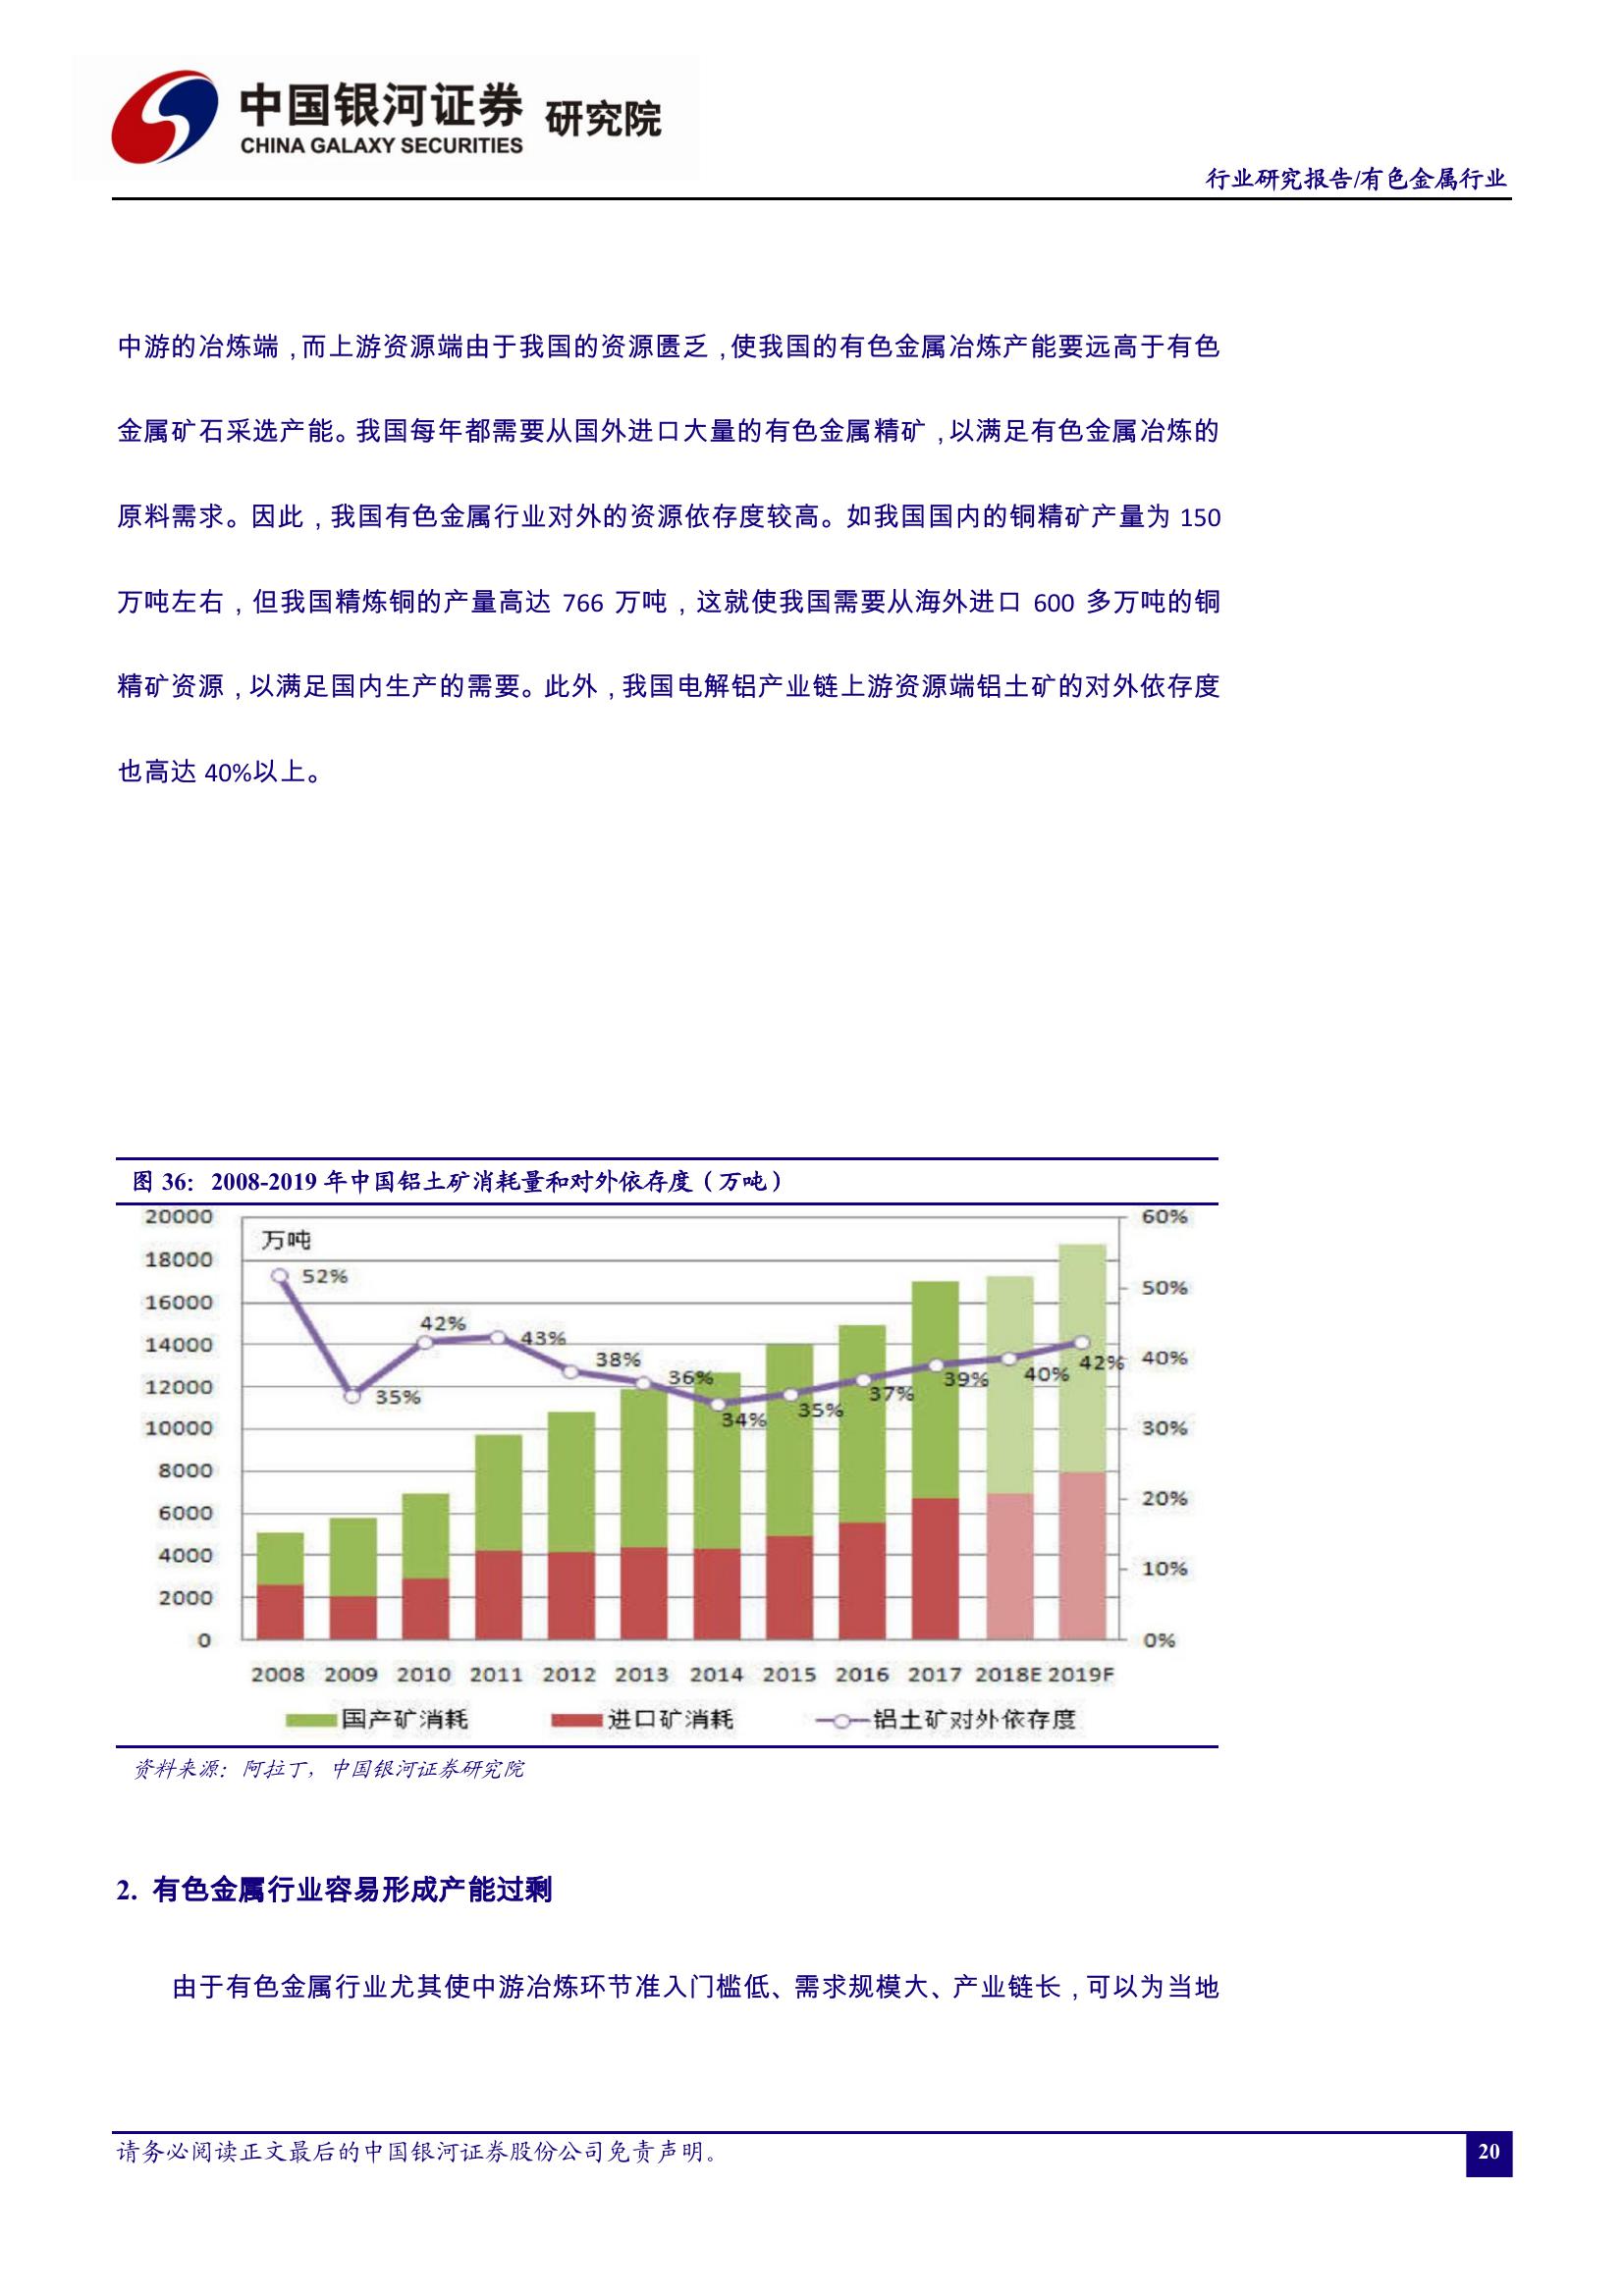 中国银河证券 研究院
CHINA GALAXY SECURITIES
行业研究报告/有色金属行业
中游的冶炼端,而上游资源端由于我国的资源匮乏,使我国的有色金属冶炼产能要远高于有色
金属矿石采选产能。我国每年都需要从国外进口大量的有色金属精矿,以满足有色金属冶炼的
原料需求。因此,我国有色金属行业对外的资源依存度较高。如我国国内的铜精矿产量为 150
万吨左右,但我国精炼铜的产量高达 766 万吨,这就使我国需要从海外进口 600 多万吨的铜
精矿资源,以满足国内生产的需要。此外,我国电解铝产业链上游资源端铝土矿的对外依存度
也高达 40%以上。
图 36：2008-2019 年中国铝土矿消耗量和对外依存度（万吨）
20000 60%
万吨
18000
52%
50%
16000
42%
43%
14000
38%
42% 40%
36%
40%
39%
12000
35%
37%
35%
34%
10000 30%
8000
20%
6000
4000
10%
2000
0 0%
2008 2009 2010 2011 2012 2013 2014 2015 2016 2017 2018E 2019F
国产矿消耗 进口矿消耗 铝土矿对外依存度
资料来源：阿拉丁，中国银河证券研究院
2. 有色金属行业容易形成产能过剩
由于有色金属行业尤其使中游冶炼环节准入门槛低、需求规模大、产业链长,可以为当地
请务必阅读正文最后的中国银河证券股份公司免责声明。
20